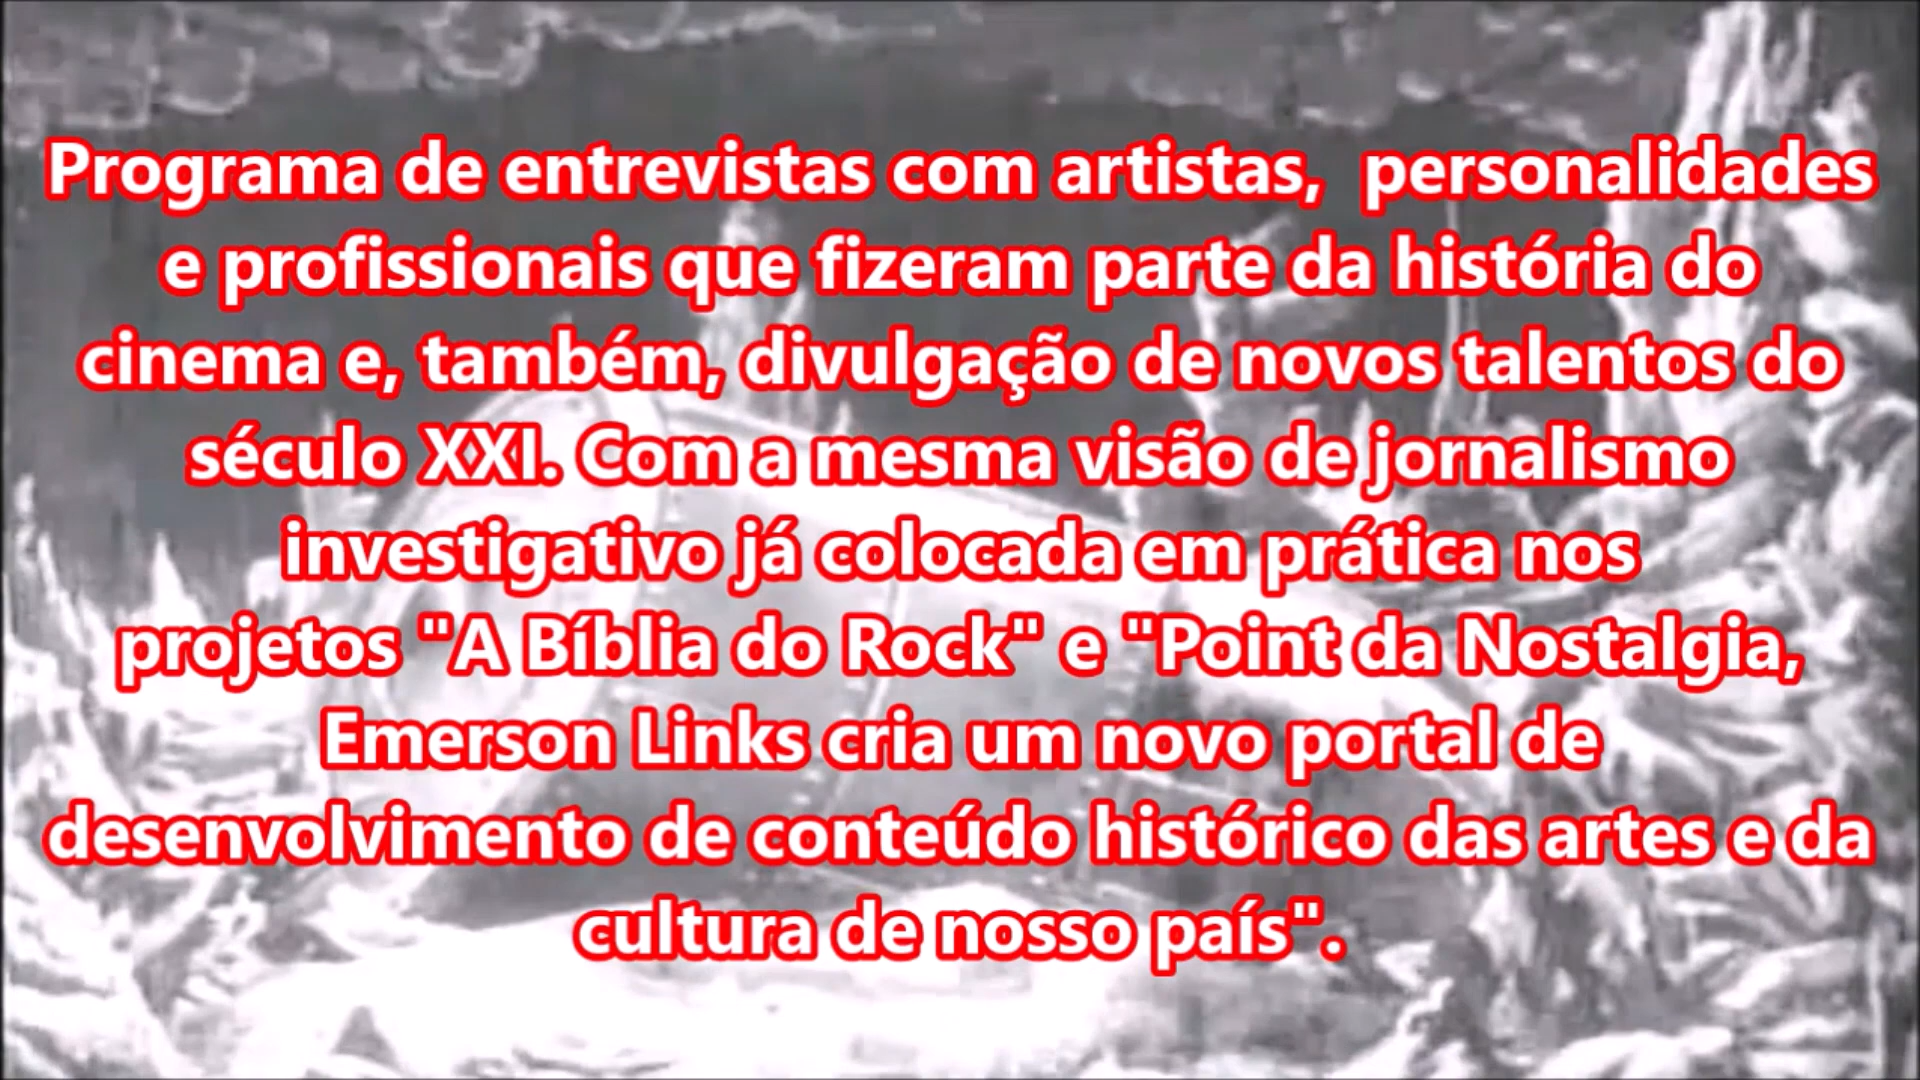 Programa de entrevistas com artistas,  personalidades
e profissionais que fizeram parte da história do
cinema e, também, divulgação de novos talentos do
século XXI. Com a mesma visão de jornalismo
investigativo já colocada em prática nos
projetos "A Bíblia do Rock" e "Point da Nostalgia,
Emerson Links cria um novo portal de
desenvolvimento de conteúdo histórico das artes e da
cultura de nosso país".